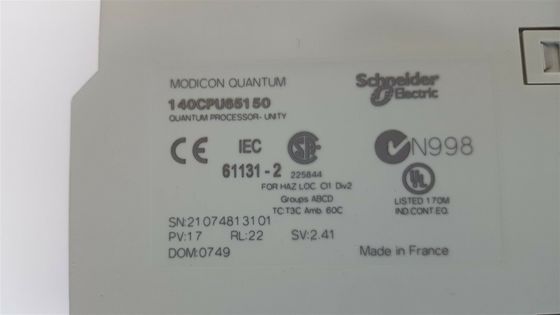 MODICON QUANTUM
Schneider
Electric
140CPU65150
QUANTUM PROCESSOR- UNITY
CE IEC
61131-2
225844
N998
FOR HAZ LOC Cl1 Div2
Groups ABCD
TC:T3C Amb. 60C
UL
LISTED 170M
IND.CONT.EQ.
SN:21074813101
PV:17 RL:22 SV:2.41
DOM:0749
Made in France